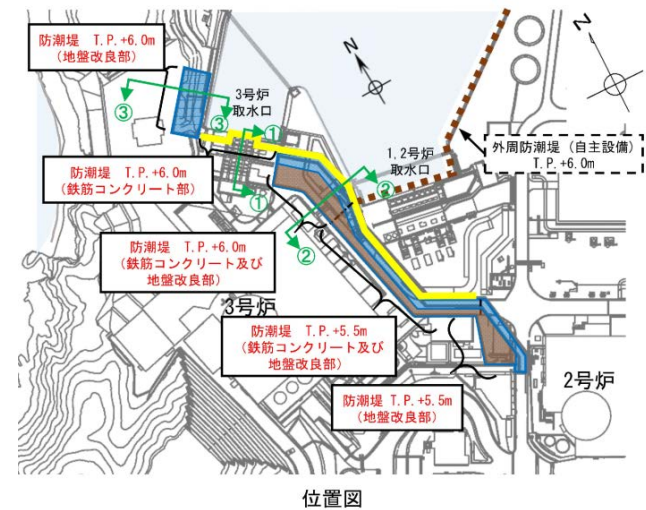 防潮堤 T.P.+6.0m
（地盤改良部）
N
N
3号炉
取水口
③
③
①
①
②
②
1,2号炉
取水口
外周防潮堤（自主設備）
T.P.+6.0m
防潮堤 T.P.+6.0m
（鉄筋コンクリート部）
防潮堤 T.P.+6.0m
（鉄筋コンクリート及び
地盤改良部）
3号炉
防潮堤 T.P.+5.5m
（鉄筋コンクリート及び
地盤改良部）
2号炉
防潮堤 T.P.+5.5m
（地盤改良部）
位置図